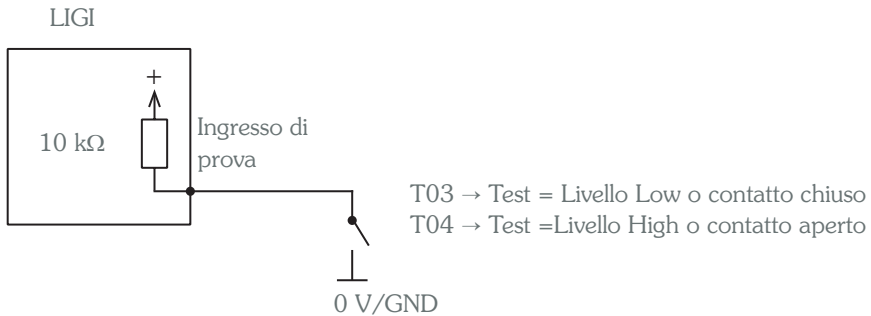 LIGI
+
10 kΩ
Ingresso di
prova
T03 → Test = Livello Low o contatto chiuso
T04 → Test =Livello High o contatto aperto
0 V/GND